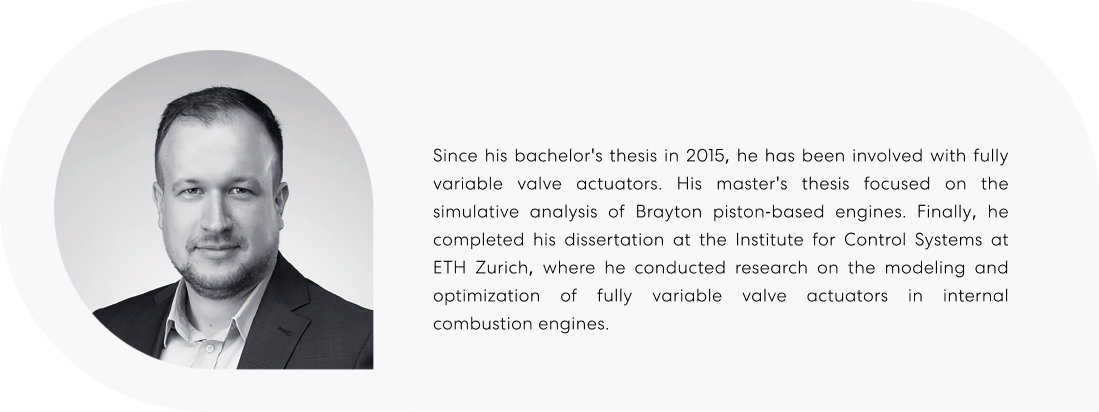 Since his bachelor's thesis in 2015, he has been involved with fully
variable valve actuators. His master's thesis focused on the
simulative analysis of Brayton piston-based engines. Finally, he
completed his dissertation at the Institute for Control Systems at
ETH Zurich, where he conducted research on the modeling and
optimization of fully variable valve actuators in internal
combustion engines.